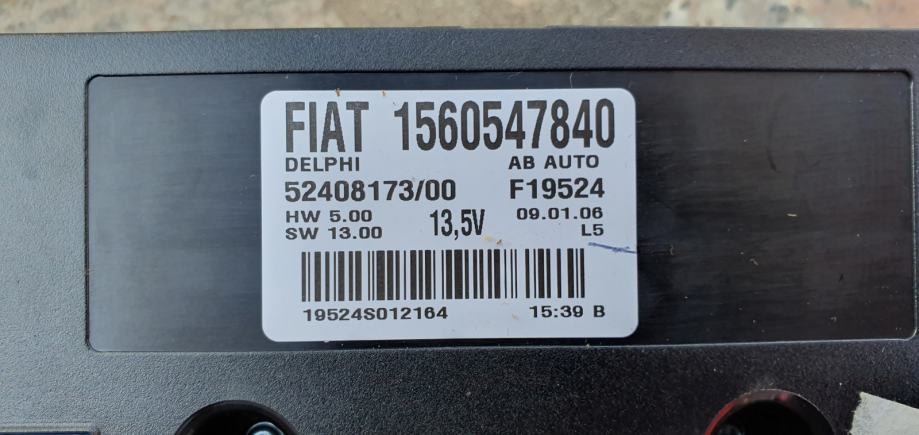 FIAT 1560547840
DELPHI AB AUTO
52408173/00 F19524
HW 5.00 13,5V 09.01.06
SW 13.00 L5
19524S012164 15:39 B